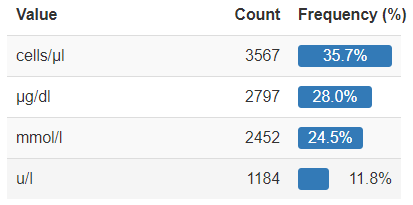 Value Count Frequency (%)
cells/µl 3567 35.7%
µg/dl 2797 28.0%
mmol/l 2452 24.5%
u/l 1184 11.8%